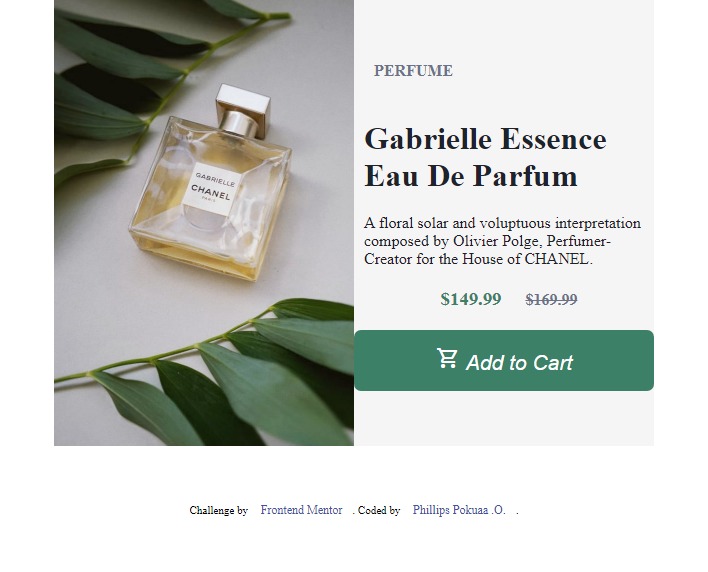 GABRIELLE
CHANEL
PARIS
PERFUME
Gabrielle Essence
Eau De Parfum
A floral solar and voluptuous interpretation
composed by Olivier Polge, Perfumer-
Creator for the House of CHANEL.
$149.99 $169.99
Add to Cart
Challenge by Frontend Mentor . Coded by Phillips Pokuaa .O. .